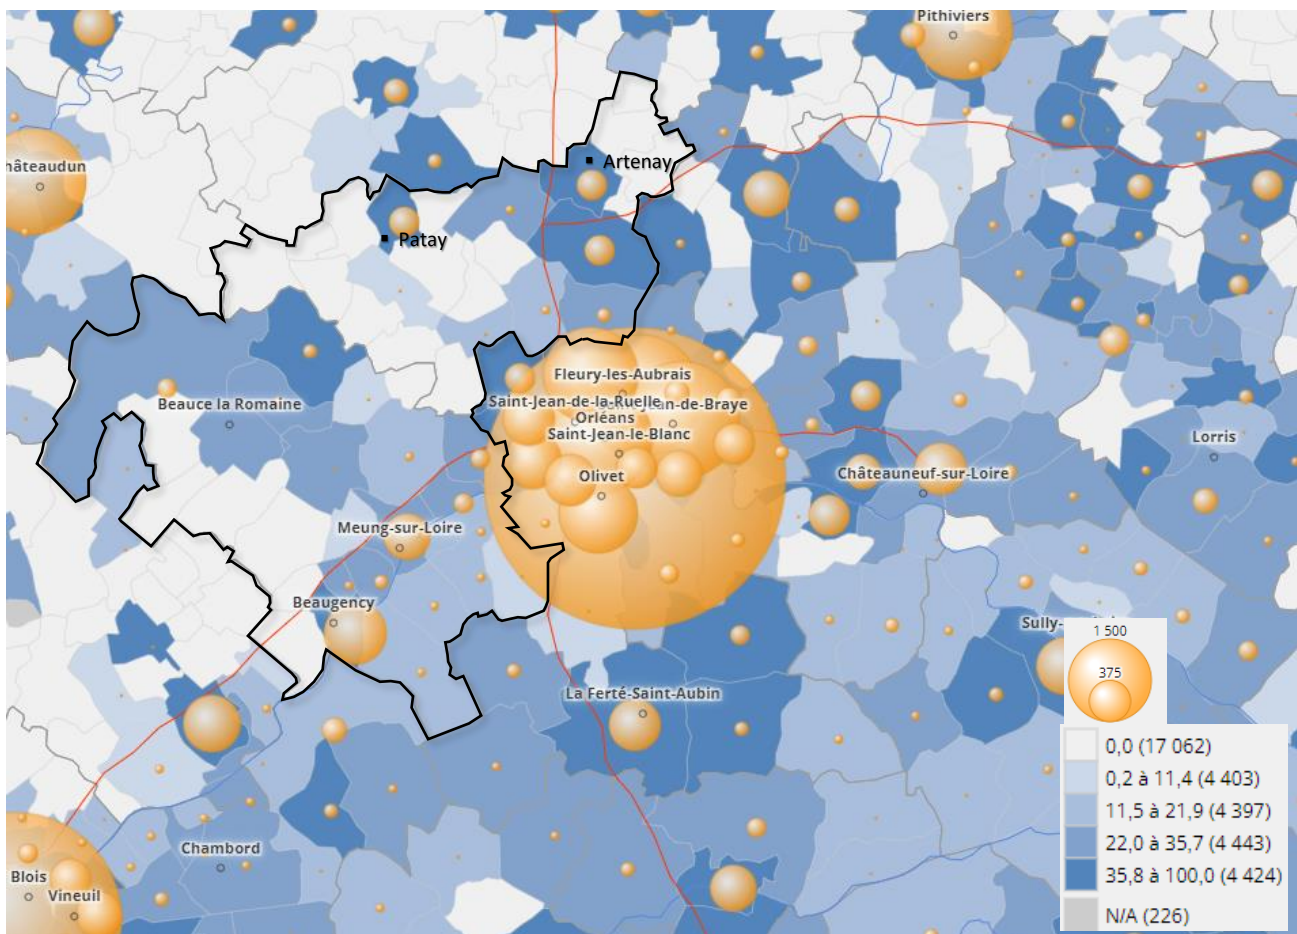 Pithiviers
Châteaudun
Artenay
Patay
Fleury-les-Aubrais
Beauce la Romaine
Saint-Jean-de-la-Ruelle
Jean-de-Braye
Orléans
Saint-Jean-le-Blanc
Lorris
Olivet
Châteauneuf-sur-Loire
Meung-sur-Loire
Beaugency
Sully-
La Ferté-Saint-Aubin
Chambord
Blois
Vineuil
1 500
375
0,0 (17 062)
0,2 à 11,4 (4 403)
11,5 à 21,9 (4 397)
22,0 à 35,7 (4 443)
35,8 à 100,0 (4 424)
N/A (226)